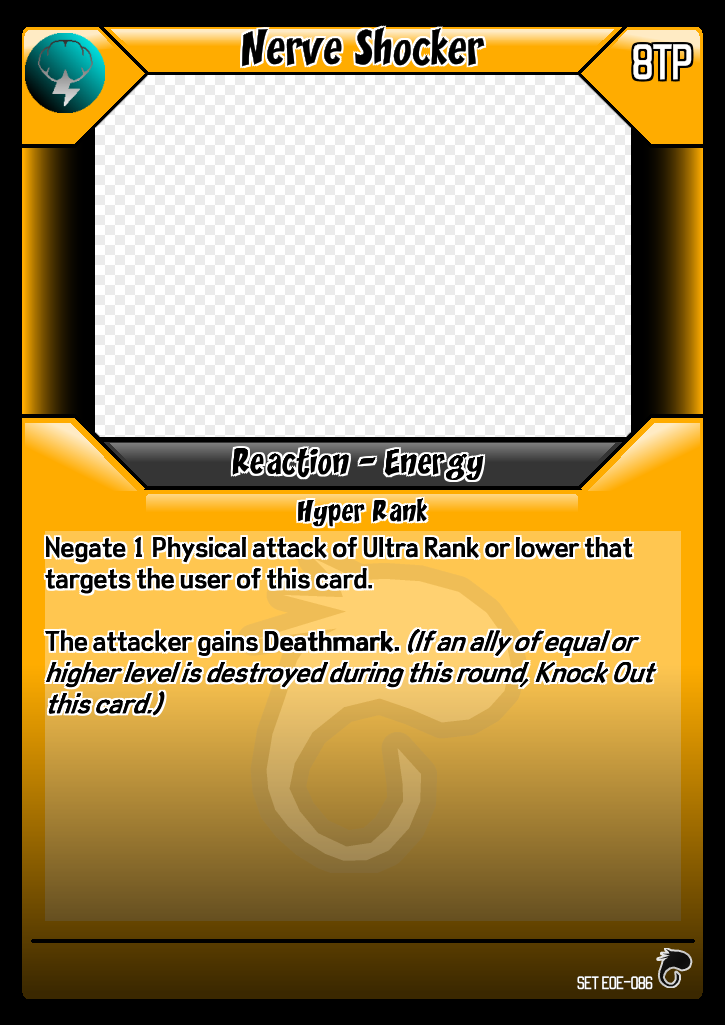 Nerve Shocker
8TP
Reaction - Energy
Hyper Rank
Negate 1 Physical attack of Ultra Rank or lower that
targets the user of this card.
The attacker gains Deathmark. (If an ally of equal or
higher level is destroyed during this round, Knock Out
this card.)
SET EOE-086